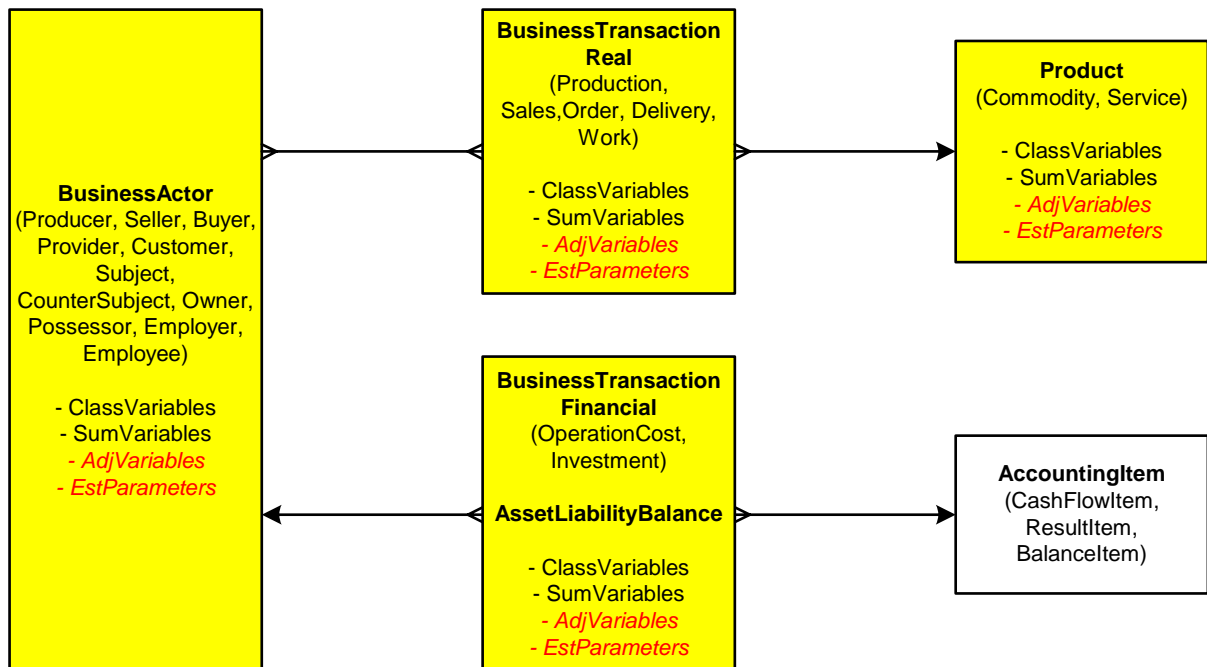 BusinessActor
(Producer, Seller, Buyer,
Provider, Customer,
Subject,
CounterSubject, Owner,
Possessor, Employer,
Employee)
- ClassVariables
- SumVariables
- AdjVariables
- EstParameters
BusinessTransaction
Real
(Production,
Sales,Order, Delivery,
Work)
- ClassVariables
- SumVariables
- AdjVariables
- EstParameters
Product
(Commodity, Service)
- ClassVariables
- SumVariables
- AdjVariables
- EstParameters
BusinessTransaction
Financial
(OperationCost,
Investment)
AssetLiabilityBalance
- ClassVariables
- SumVariables
- AdjVariables
- EstParameters
AccountingItem
(CashFlowItem,
ResultItem,
BalanceItem)